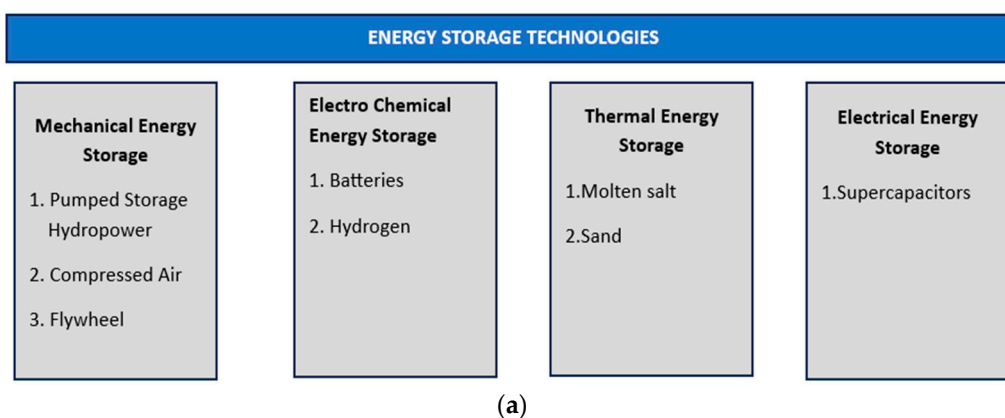 ENERGY STORAGE TECHNOLOGIES
Mechanical Energy
Storage
1. Pumped Storage
Hydropower
2. Compressed Air
3. Flywheel
Electro Chemical
Energy Storage
1. Batteries
2. Hydrogen
Thermal Energy
Storage
1.Molten salt
2.Sand
Electrical Energy
Storage
1.Supercapacitors
(a)